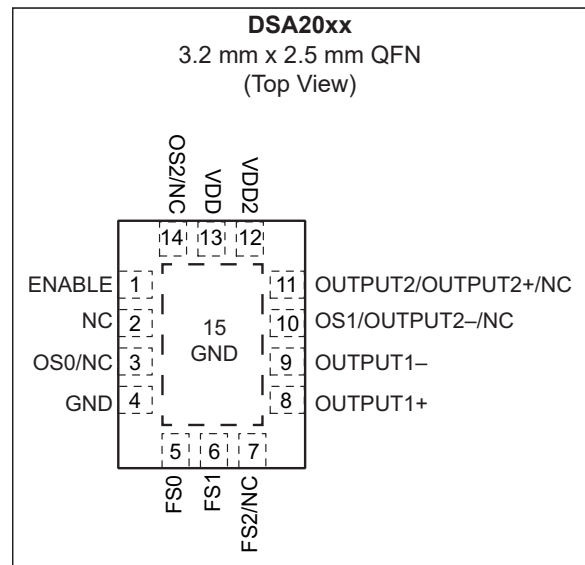 DSA20xx
3.2 mm x 2.5 mm QFN
(Top View)
OS2/NC
VDD
VDD2
14
13
12
ENABLE 1
NC 2
OS0/NC 3
GND 4
15
GND
11 OUTPUT2/OUTPUT2+/NC
10 OS1/OUTPUT2–/NC
9 OUTPUT1–
8 OUTPUT1+
5
6
7
FS0
FS1
FS2/NC